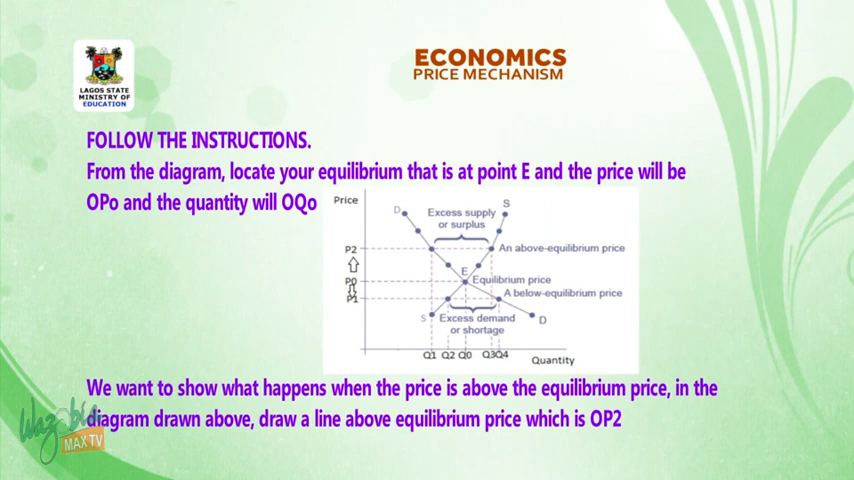 ECONOMICS
PRICE MECHANISM
LAGOS STATE
MINISTRY OF
EDUCATION
FOLLOW THE INSTRUCTIONS.
From the diagram, locate your equilibrium that is at point E and the price will be
OPo and the quantity will OQo
Price
D
Excess supply
or surplus
S
P2
An above-equilibrium price
E
P0
Equilibrium price
P1
A below-equilibrium price
S
Excess demand
or shortage
D
Q1 Q2 Q0 Q3Q4
Quantity
We want to show what happens when the price is above the equilibrium price, in the
diagram drawn above, draw a line above equilibrium price which is OP2
Wazobia
MAX TV